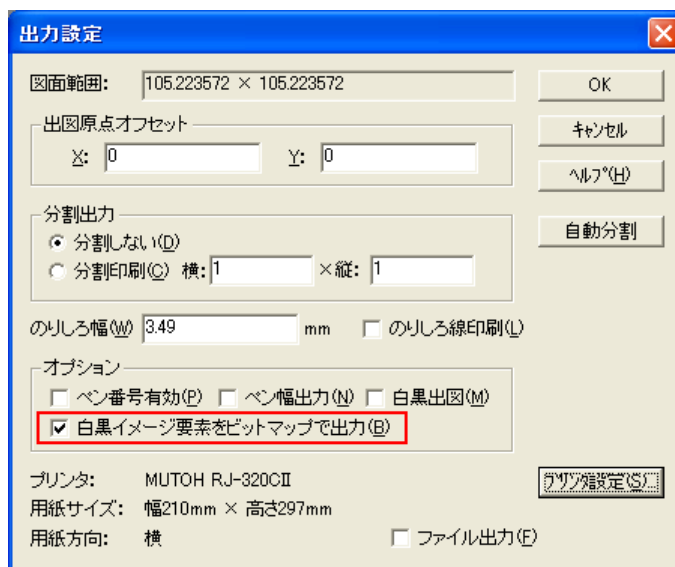 出力設定
図面範囲: 105.223572 × 105.223572
OK
出図原点オフセット
キャンセル
X: 0 Y: 0
ヘルプ(H)
分割出力
自動分割
分割しない(D)
分割印刷(C) 横: 1 ×縦: 1
のりしろ幅(W) 3.49 mm のりしろ線印刷(L)
オプション
ペン番号有効(P) ペン幅出力(N) 白黒出図(M)
白黒イメージ要素をビットマップで出力(B)
プリンタ: MUTOH RJ-320CII
プリンタ設定(S)...
用紙サイズ: 幅210mm × 高さ297mm
用紙方向: 横 ファイル出力(F)